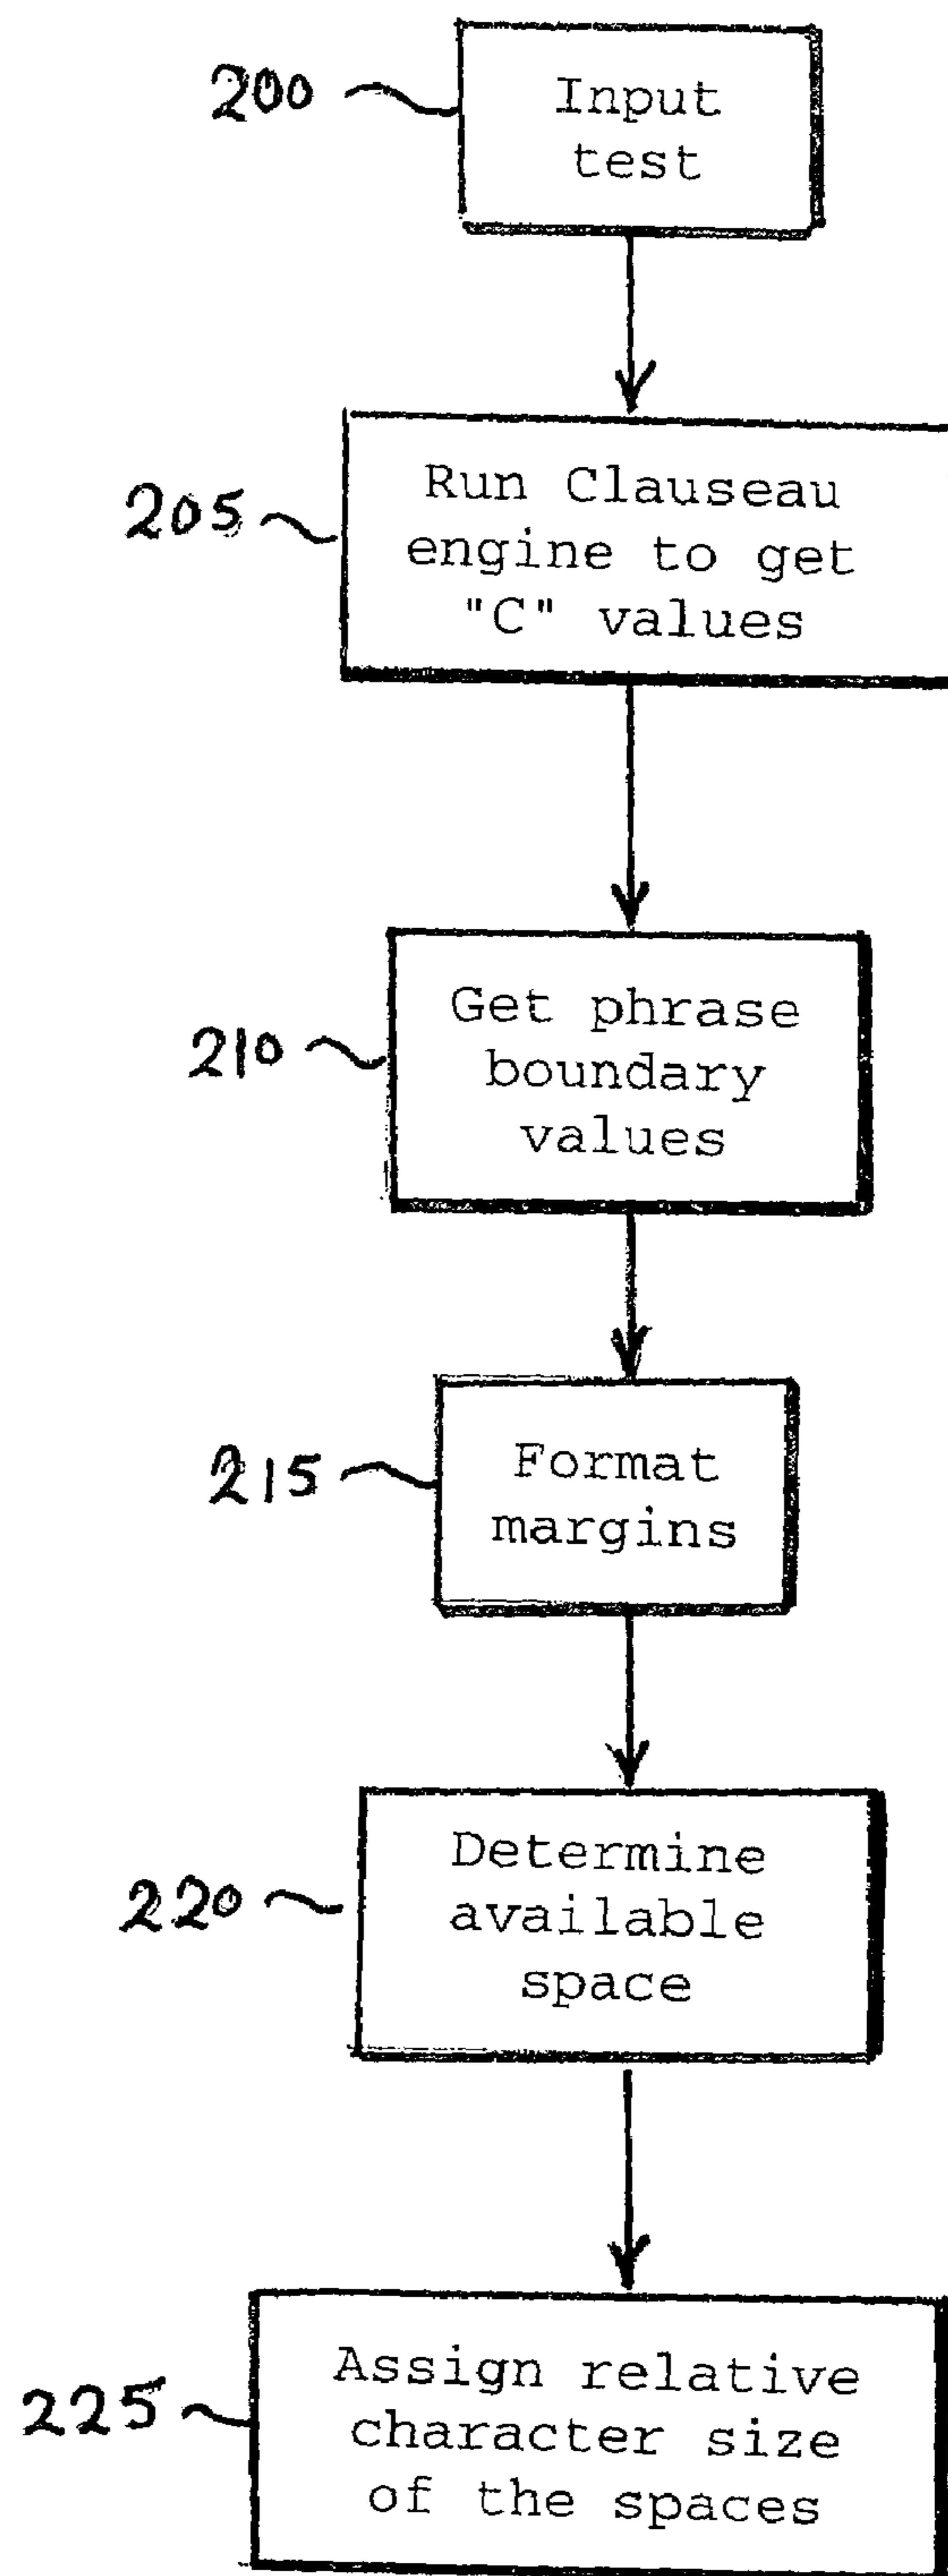 200
Input
test
205
Run Clauseau
engine to get
"C" values
210
Get phrase
boundary
values
215
Format
margins
220
Determine
available
space
225
Assign relative
character size
of the spaces